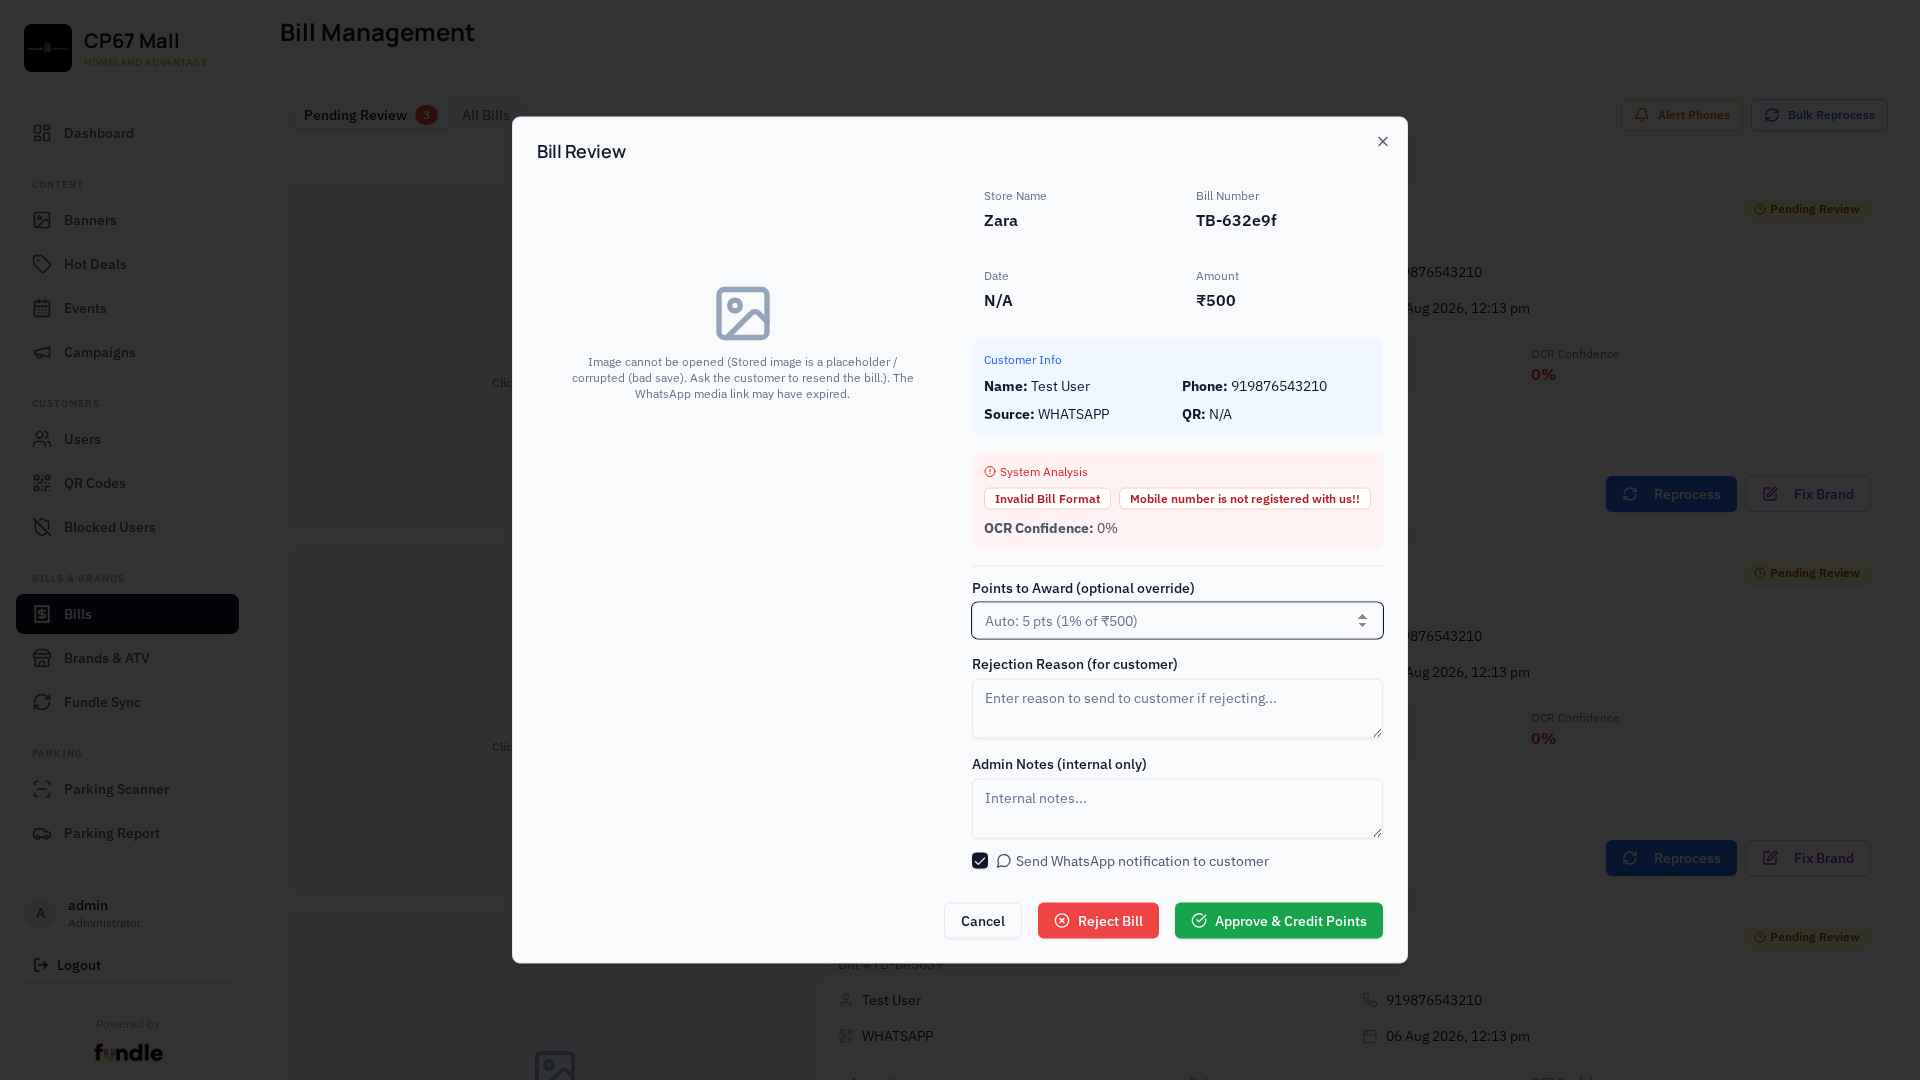 CP67 Mall
HOMELAND ADVANTAGE
Dashboard
CONTENT
Banners
Hot Deals
Events
Campaigns
CUSTOMERS
Users
QR Codes
Blocked Users
BILLS & BRANDS
Bills
Brands & ATV
Fundle Sync
PARKING
Parking Scanner
Parking Report
A
admin
Administrator
Logout
Powered by
fundle
Bill Management
Pending Review 3
All Bills
Alert Phones
Bulk Reprocess
Bill Review
Image cannot be opened (Stored image is a placeholder /
corrupted (bad save). Ask the customer to resend the bill.). The
WhatsApp media link may have expired.
Store Name
Zara
Bill Number
TB-632e9f
Date
N/A
Amount
₹500
Customer Info
Name: Test User
Phone: 919876543210
Source: WHATSAPP
QR: N/A
System Analysis
Invalid Bill Format
Mobile number is not registered with us!!
OCR Confidence: 0%
Points to Award (optional override)
Auto: 5 pts (1% of ₹500)
Rejection Reason (for customer)
Enter reason to send to customer if rejecting...
Admin Notes (internal only)
Internal notes...
Send WhatsApp notification to customer
Cancel
Reject Bill
Approve & Credit Points
Pending Review
9876543210
Aug 2026, 12:13 pm
OCR Confidence
0%
Clic
Reprocess
Fix Brand
Pending Review
9876543210
Aug 2026, 12:13 pm
OCR Confidence
0%
Clic
Reprocess
Fix Brand
Pending Review
Test User
919876543210
WHATSAPP
06 Aug 2026, 12:13 pm